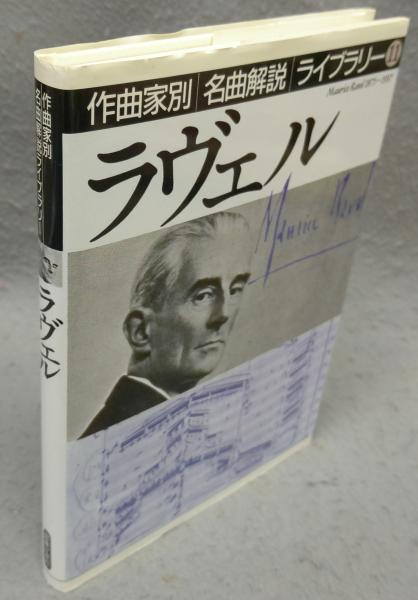 作曲家別 名曲解説 ライブラリー 11
Maurice Ravel 1875-1937
ラヴェル
Maurice Ravel
作曲家別
名曲解説ライブラリー
ラヴェル